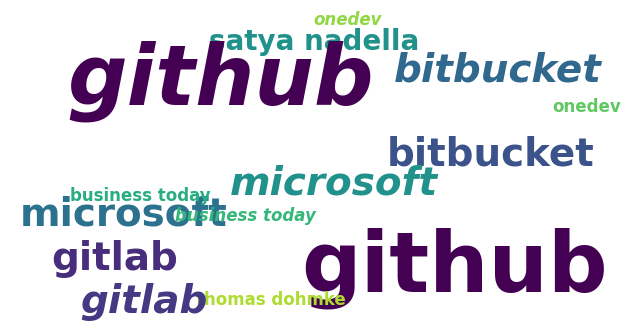 onedev
satya nadella
github
bitbucket
onedev
bitbucket
microsoft
business today
microsoft
business today
gitlab
github
gitlab
thomas dohmke